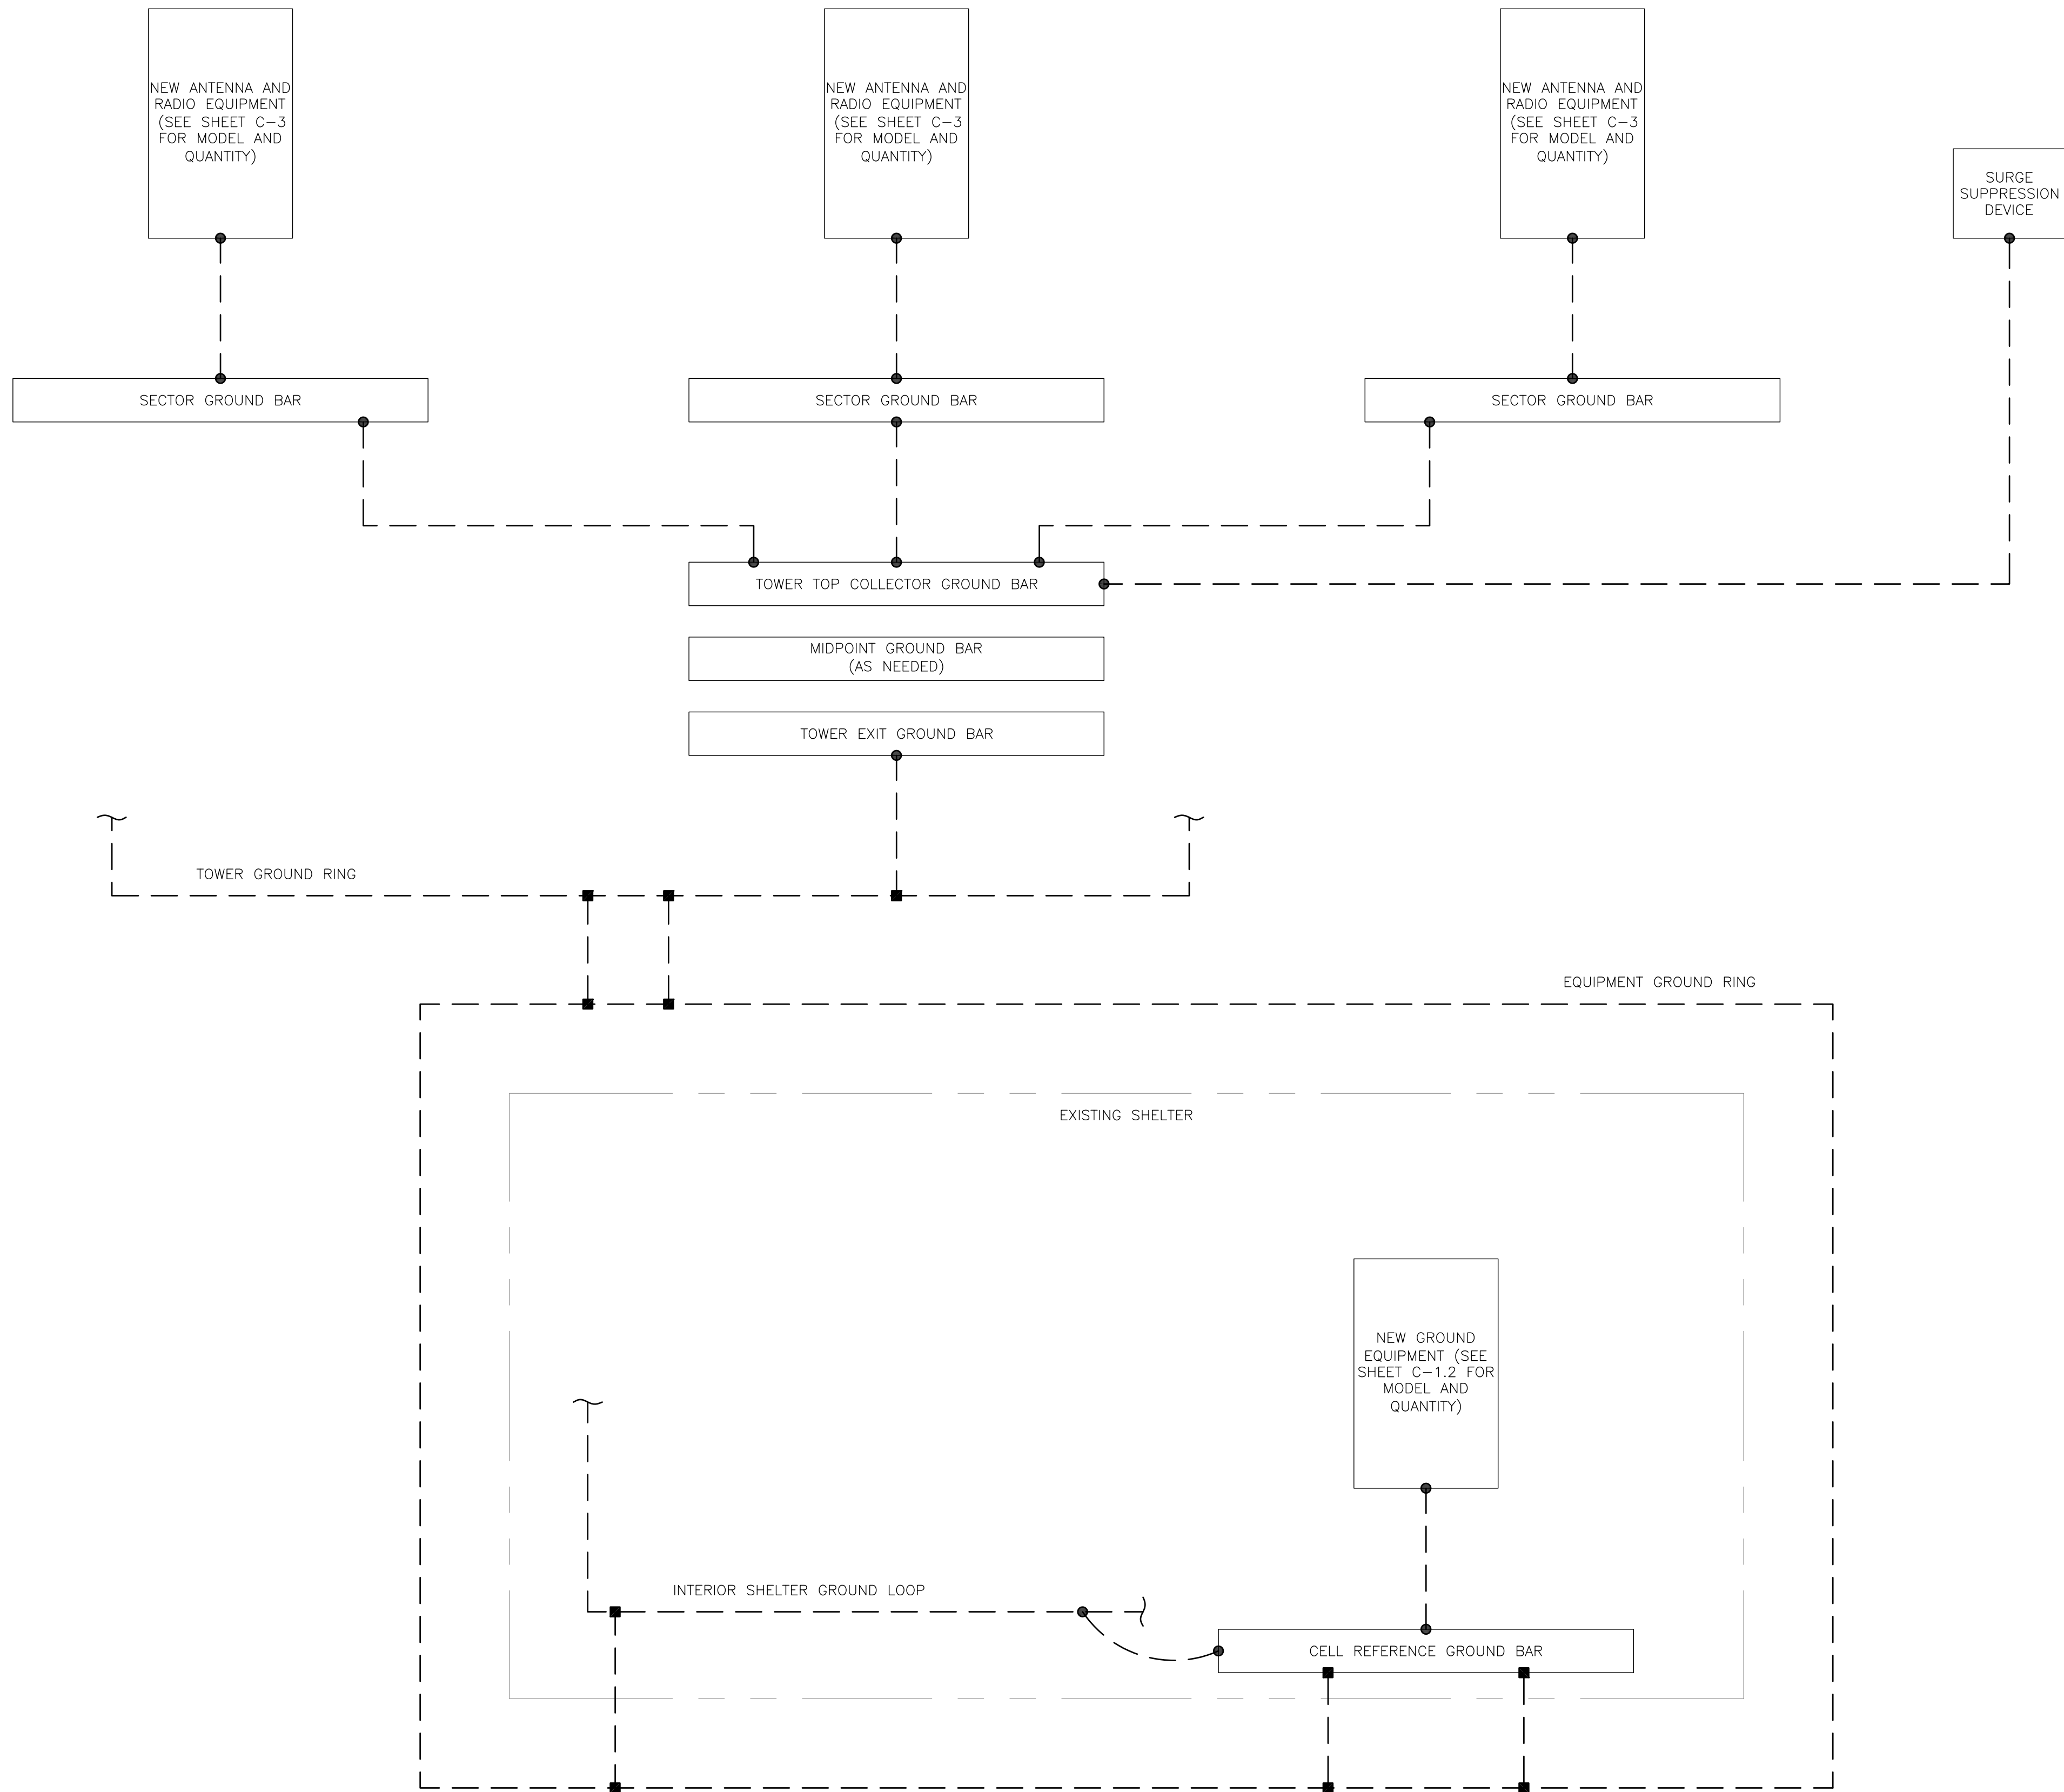 NEW ANTENNA AND
RADIO EQUIPMENT
(SEE SHEET C-3
FOR MODEL AND
QUANTITY)
NEW ANTENNA AND
RADIO EQUIPMENT
(SEE SHEET C-3
FOR MODEL AND
QUANTITY)
NEW ANTENNA AND
RADIO EQUIPMENT
(SEE SHEET C-3
FOR MODEL AND
QUANTITY)
SURGE
SUPPRESSION
DEVICE
SECTOR GROUND BAR
SECTOR GROUND BAR
SECTOR GROUND BAR
TOWER TOP COLLECTOR GROUND BAR
MIDPOINT GROUND BAR
(AS NEEDED)
TOWER EXIT GROUND BAR
TOWER GROUND RING
EQUIPMENT GROUND RING
EXISTING SHELTER
NEW GROUND
EQUIPMENT (SEE
SHEET C-1.2 FOR
MODEL AND
QUANTITY)
INTERIOR SHELTER GROUND LOOP
CELL REFERENCE GROUND BAR